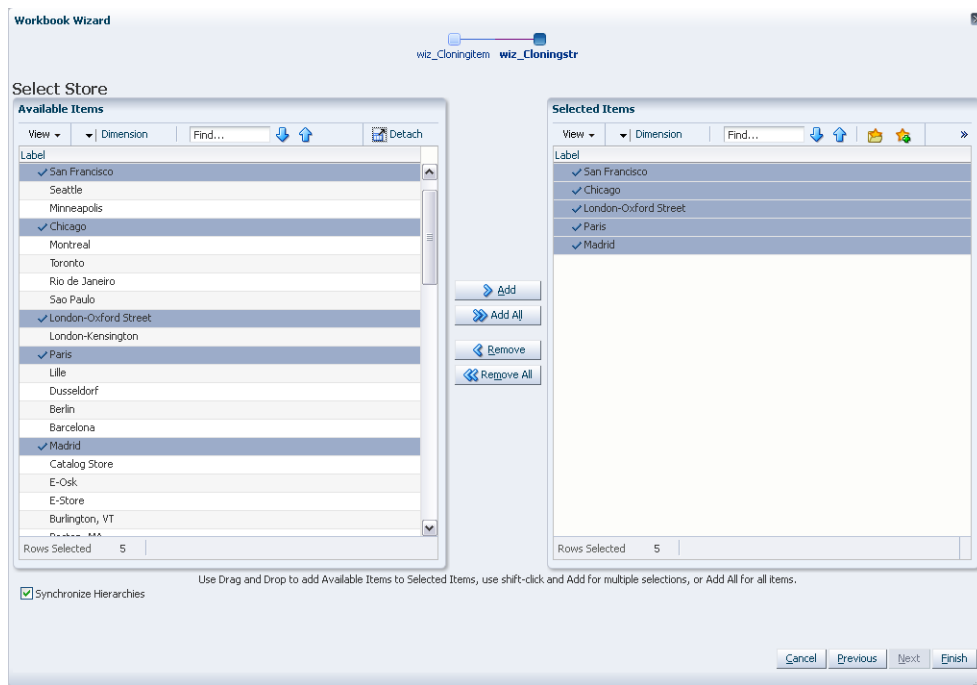 Workbook Wizard
wiz_Cloningitem wiz_Cloningstr
Select Store
Available Items
View Dimension Find... Detach
Label
San Francisco
Seattle
Minneapolis
Chicago
Montreal
Toronto
Rio de Janeiro
Sao Paulo
London-Oxford Street
London-Kensington
Paris
Lille
Dusseldorf
Berlin
Barcelona
Madrid
Catalog Store
E-Osk
E-Store
Burlington, VT
Boston, MA
Rows Selected 5
Add
Add All
Remove
Remove All
Selected Items
View Dimension Find... »
Label
San Francisco
Chicago
London-Oxford Street
Paris
Madrid
Rows Selected 5
Use Drag and Drop to add Available Items to Selected Items, use shift-click and Add for multiple selections, or Add All for all items.
Synchronize Hierarchies
Cancel Previous Next Finish